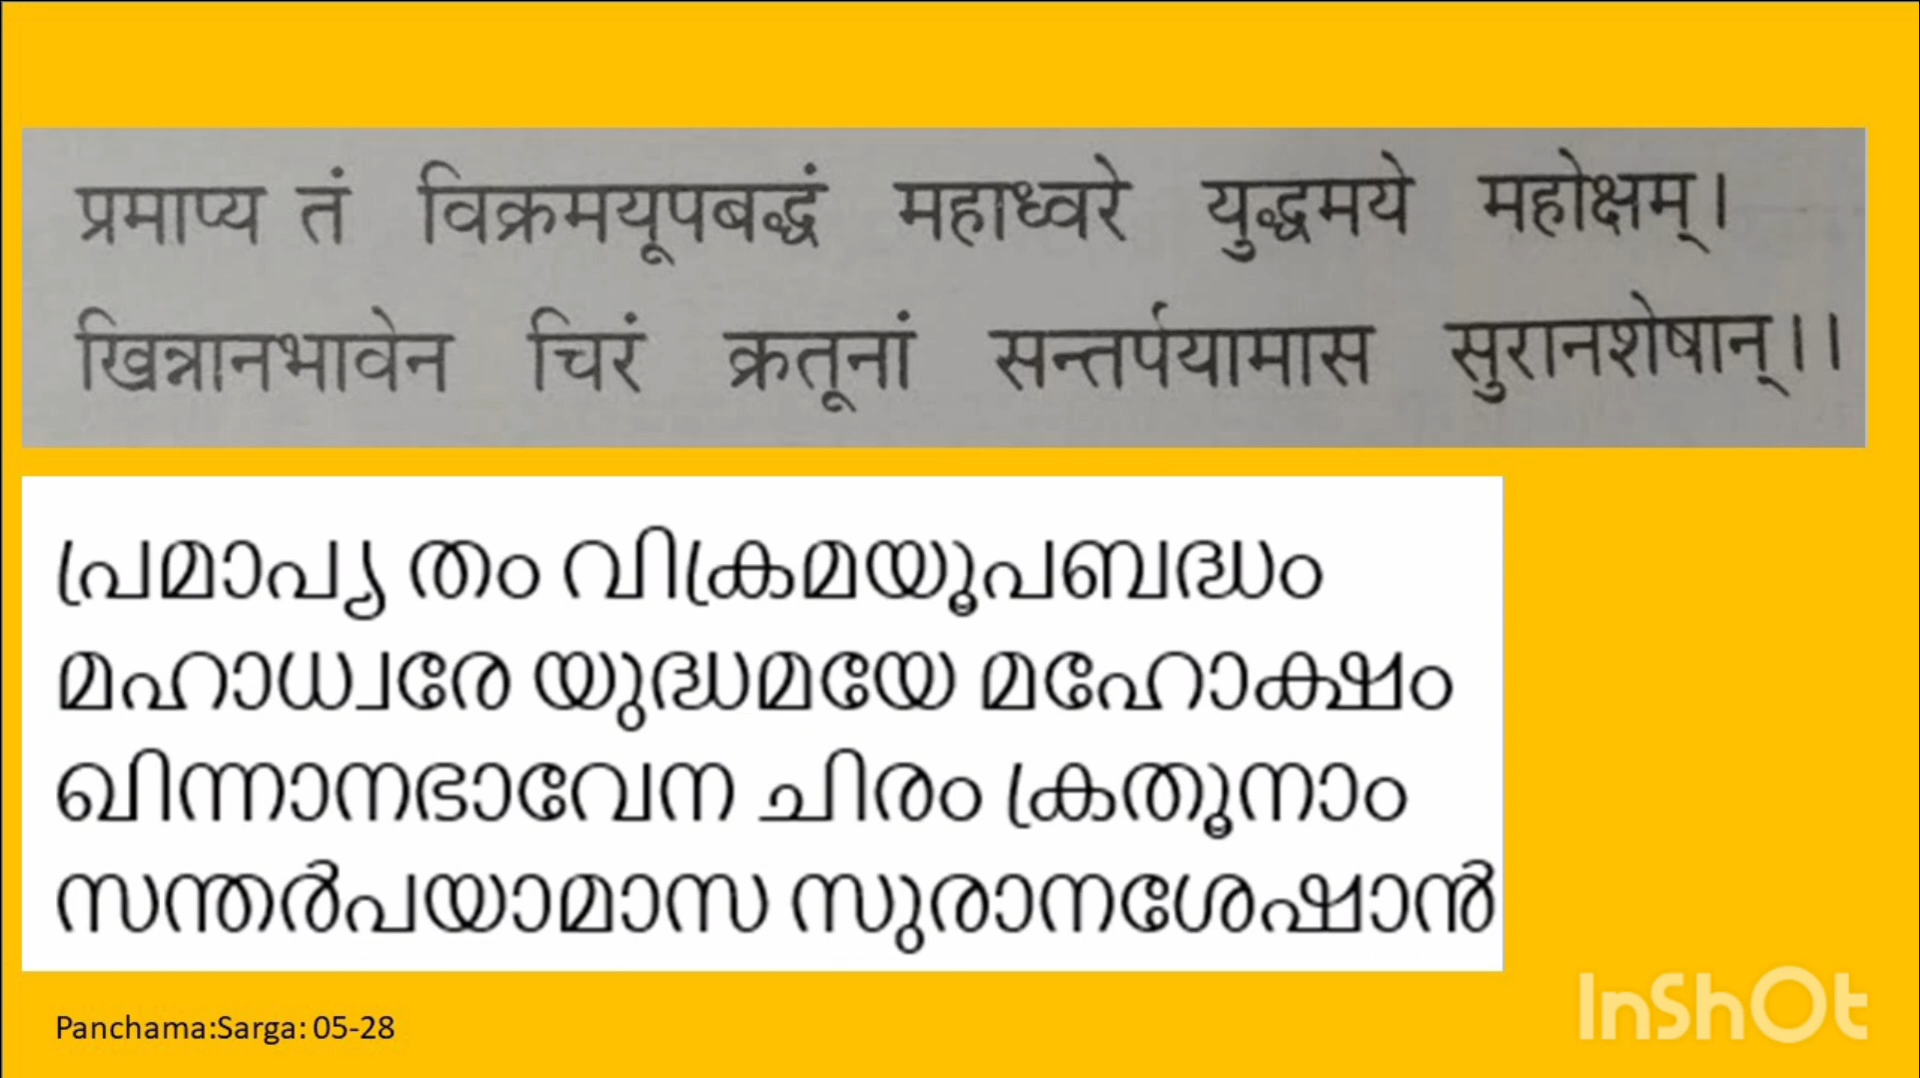 प्रमाप्य तं विक्रमयूपबद्धं महाध्वरे युद्धमये महोक्षम्।
खिन्नानभावेन चिरं क्रतूनां सन्तर्पयामास सुरानशेषान्।।
പ്രമാപ്യ തം വിക്രമയൂപബദ്ധം
മഹാധ്വരേ യുദ്ധമയേ മഹോക്ഷം
ഖിന്നാനഭാവേന ചിരം ക്രതൂനാം
സന്തർപയാമാസ സുരാനശേഷാൻ
Panchama:Sarga: 05-28
InShOt